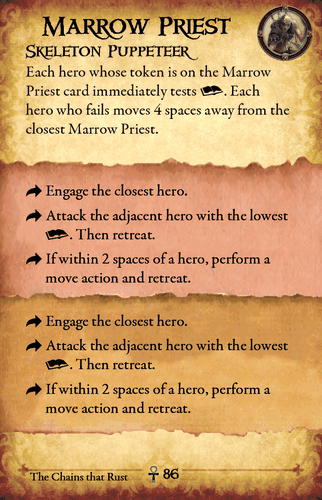 Marrow Priest
Skeleton Puppeteer
Each hero whose token is on the Marrow
Priest card immediately tests . Each
hero who fails moves 4 spaces away from the
closest Marrow Priest.
Engage the closest hero.
Attack the adjacent hero with the lowest
. Then retreat.
If within 2 spaces of a hero, perform a
move action and retreat.
Engage the closest hero.
Attack the adjacent hero with the lowest
. Then retreat.
If within 2 spaces of a hero, perform a
move action and retreat.
The Chains that Rust 86